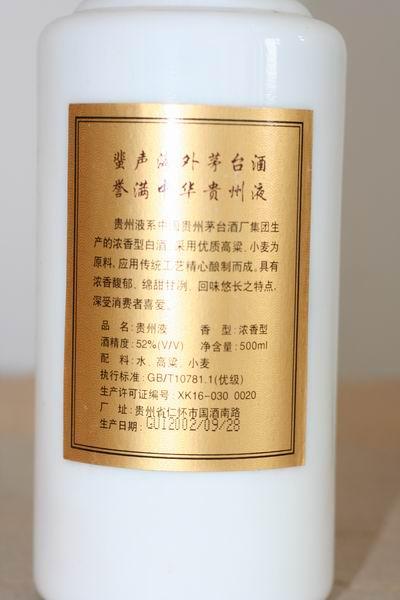 蜚声海外茅台酒
誉满中华贵州液
贵州液系中国贵州茅台酒厂集团生
产的浓香型白酒,采用优质高粱、小麦为
原料,应用传统工艺精心酿制而成。具有
浓香馥郁、绵甜甘冽、回味悠长之特点,
深受消费者喜爱。
品 名:贵州液 香 型:浓香型
酒精度:52%(V/V) 净含量:500ml
配 料:水、高粱、小麦
执行标准:GB/T10781.1(优级)
生产许可证编号:XK16-030 0020
厂 址:贵州省仁怀市国酒南路
生产日期:GUI2002/09/28